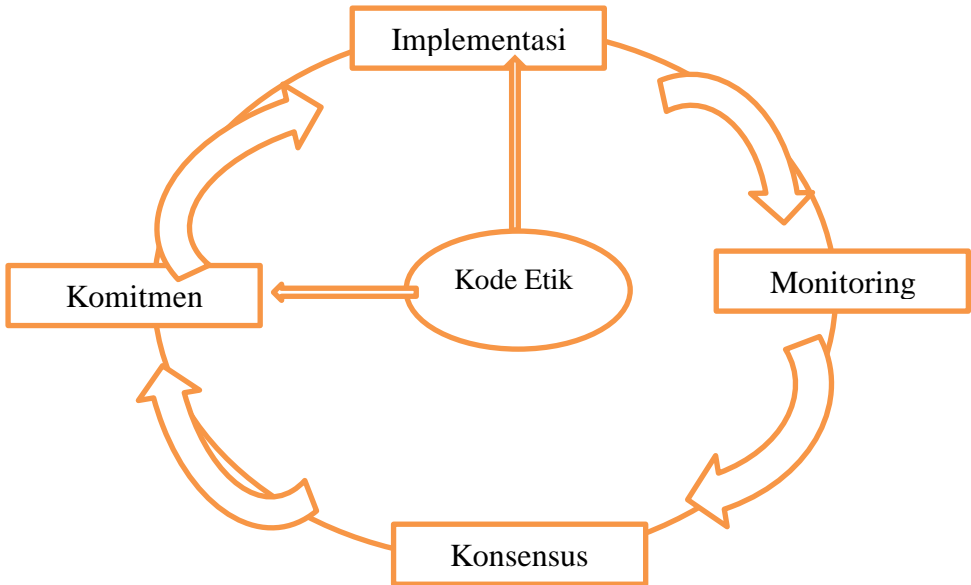 Implementasi
Komitmen
Kode Etik
Monitoring
Konsensus